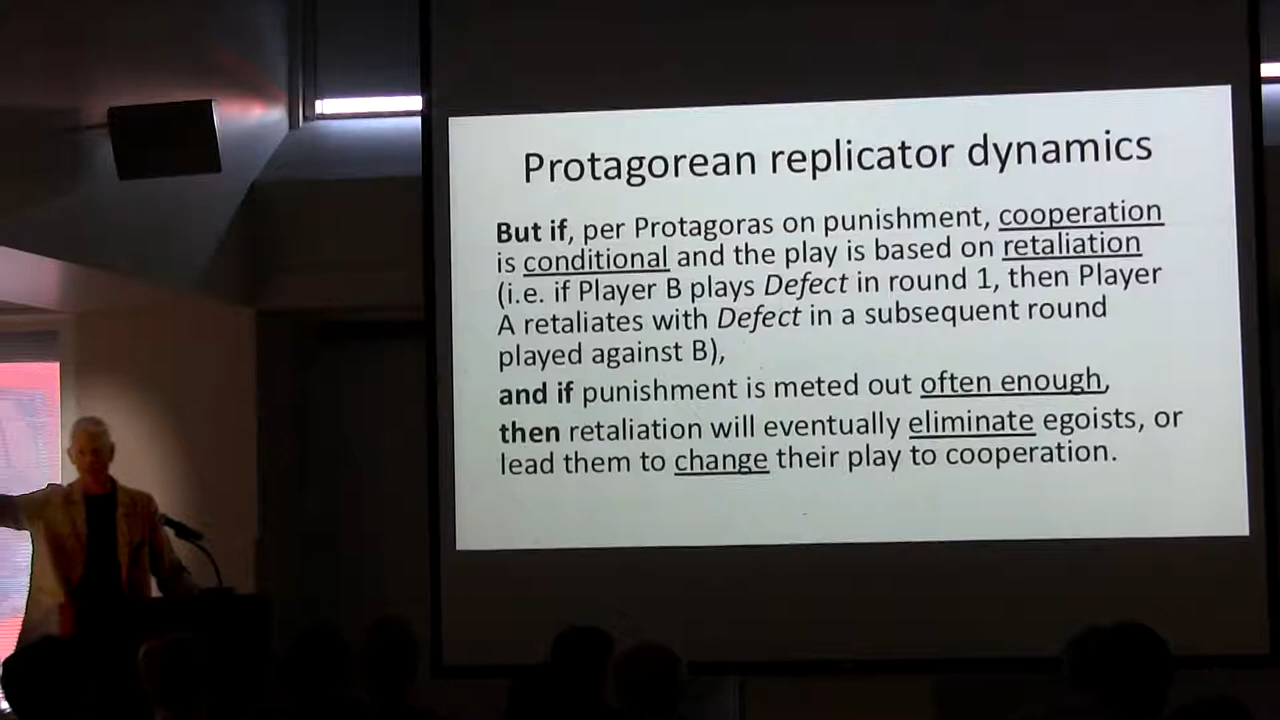 Protagorean replicator dynamics
But if, per Protagoras on punishment, cooperation
is conditional and the play is based on retaliation
(i.e. if Player B plays Defect in round 1, then Player
A retaliates with Defect in a subsequent round
played against B),
and if punishment is meted out often enough,
then retaliation will eventually eliminate egoists, or
lead them to change their play to cooperation.